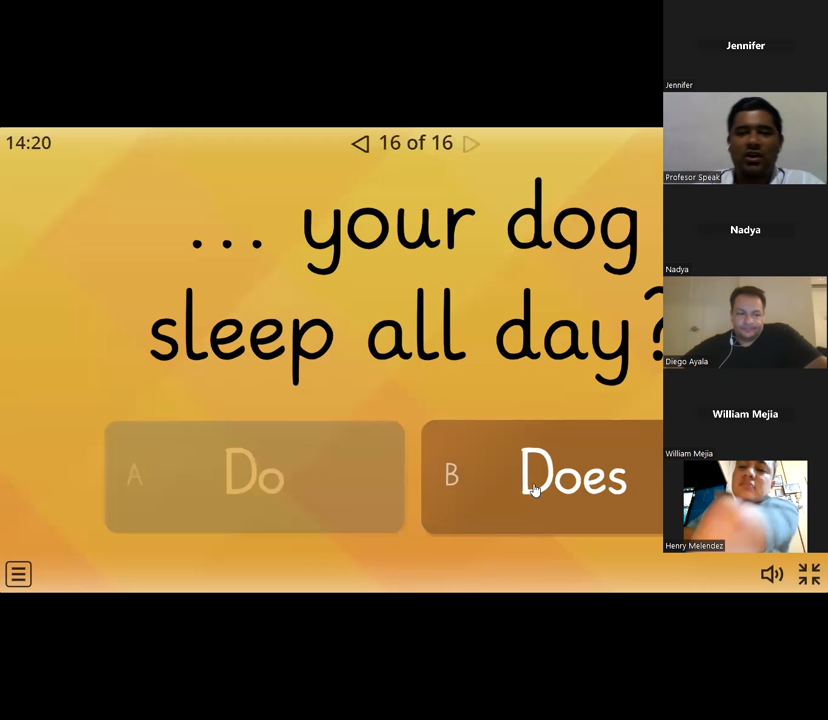 14:20
16 of 16
... your dog
sleep all day?
A Do
B Does
Jennifer
Jennifer
Profesor Speak
Nadya
Nadya
Diego Ayala
William Mejia
William Mejia
Henry Melendez